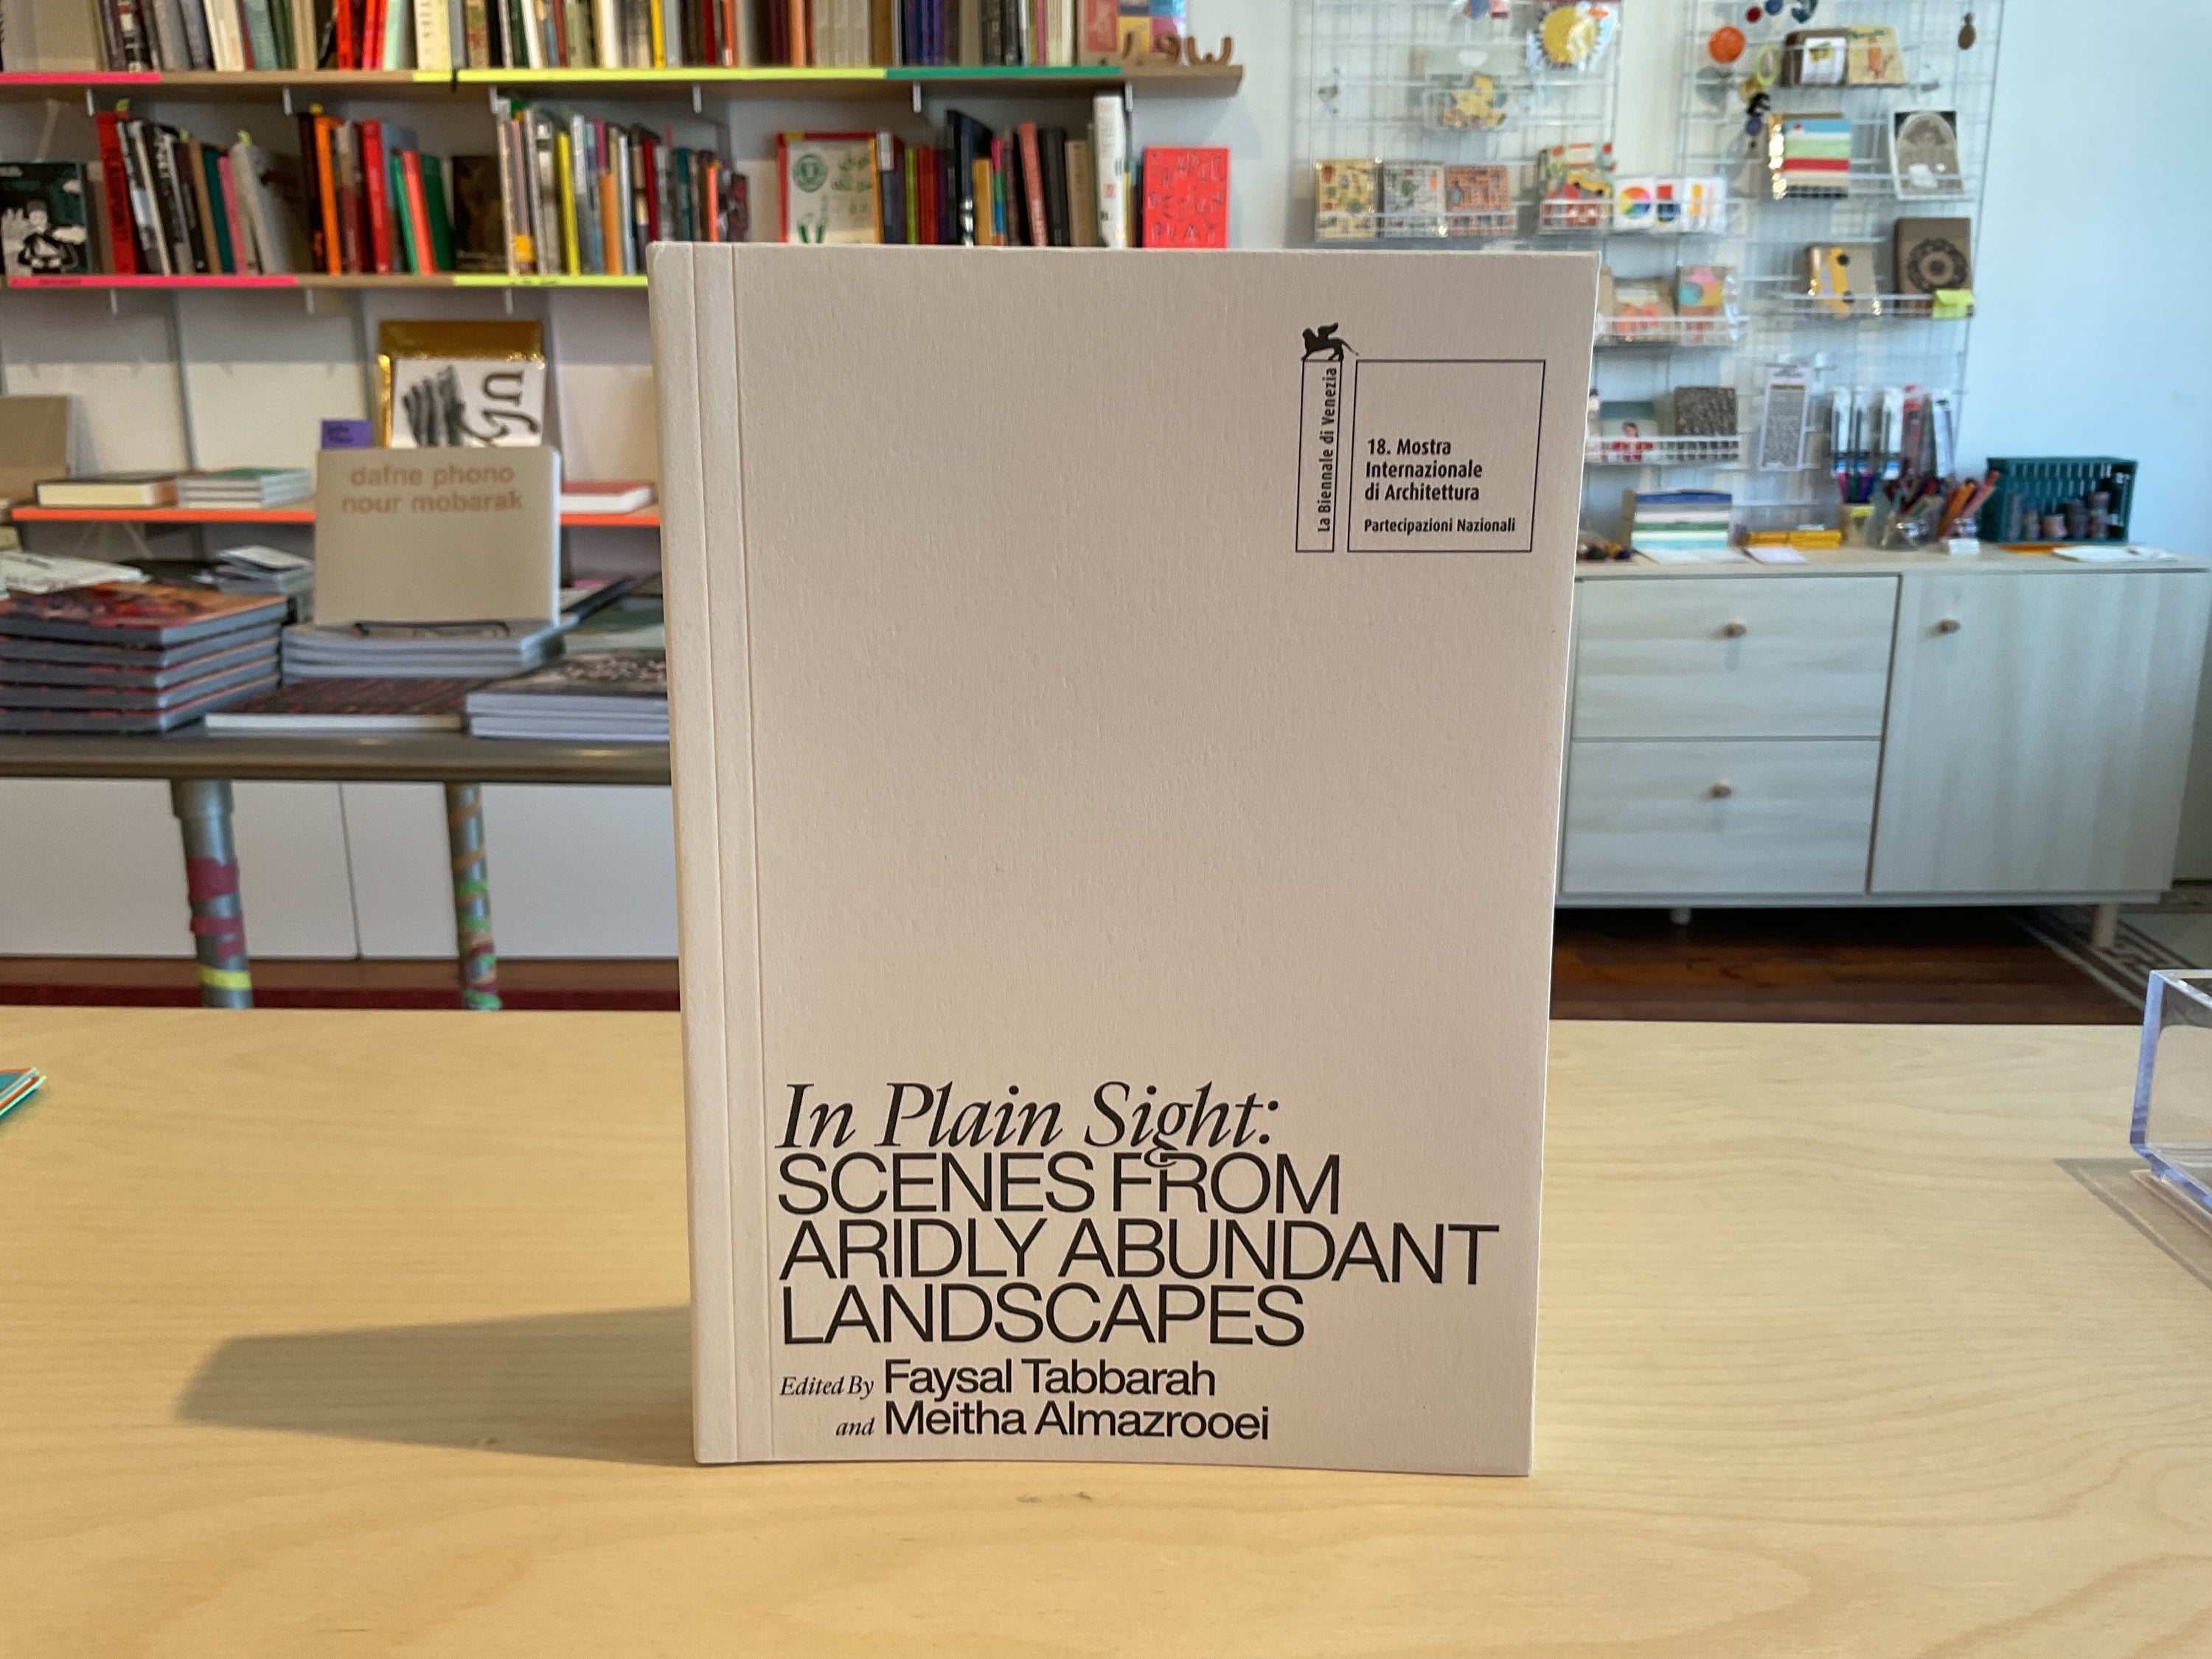 dafne phono
nour mobarak
La Biennale di Venezia
18. Mostra
Internazionale
di Architettura
Partecipazioni Nazionali
In Plain Sight:
SCENES FROM
ARIDLY ABUNDANT
LANDSCAPES
Edited By Faysal Tabbarah
and Meitha Almazrooei